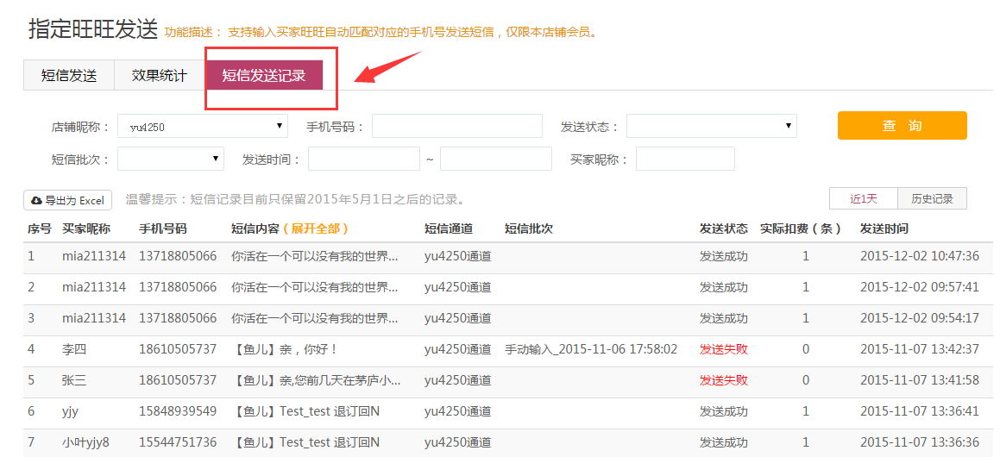 指定旺旺发送 功能描述： 支持输入买家旺旺自动匹配对应的手机号发送短信，仅限本店铺会员。
短信发送 效果统计 短信发送记录
店铺昵称： yu4250 手机号码： 发送状态： 查 询
短信批次： 发送时间： ~ 买家昵称：
导出为 Excel 温馨提示：短信记录目前只保留2015年5月1日之后的记录。 近1天 历史记录
序号 买家昵称 手机号码 短信内容（展开全部） 短信通道 短信批次 发送状态 实际扣费（条） 发送时间
1 mia211314 13718805066 你活在一个可以没有我的世界... yu4250通道 发送成功 1 2015-12-02 10:47:36
2 mia211314 13718805066 你活在一个可以没有我的世界... yu4250通道 发送成功 1 2015-12-02 09:57:41
3 mia211314 13718805066 你活在一个可以没有我的世界... yu4250通道 发送成功 1 2015-12-02 09:54:17
4 李四 18610505737 【鱼儿】亲，你好！ yu4250通道 手动输入_2015-11-06 17:58:02 发送失败 0 2015-11-07 13:42:37
5 张三 18610505737 【鱼儿】亲,您前几天在茅庐小... yu4250通道 发送失败 0 2015-11-07 13:41:58
6 yjy 15848939549 【鱼儿】Test_test 退订回N yu4250通道 发送成功 1 2015-11-07 13:36:41
7 小叶yjy8 15544751736 【鱼儿】Test_test 退订回N yu4250通道 发送成功 1 2015-11-07 13:36:36